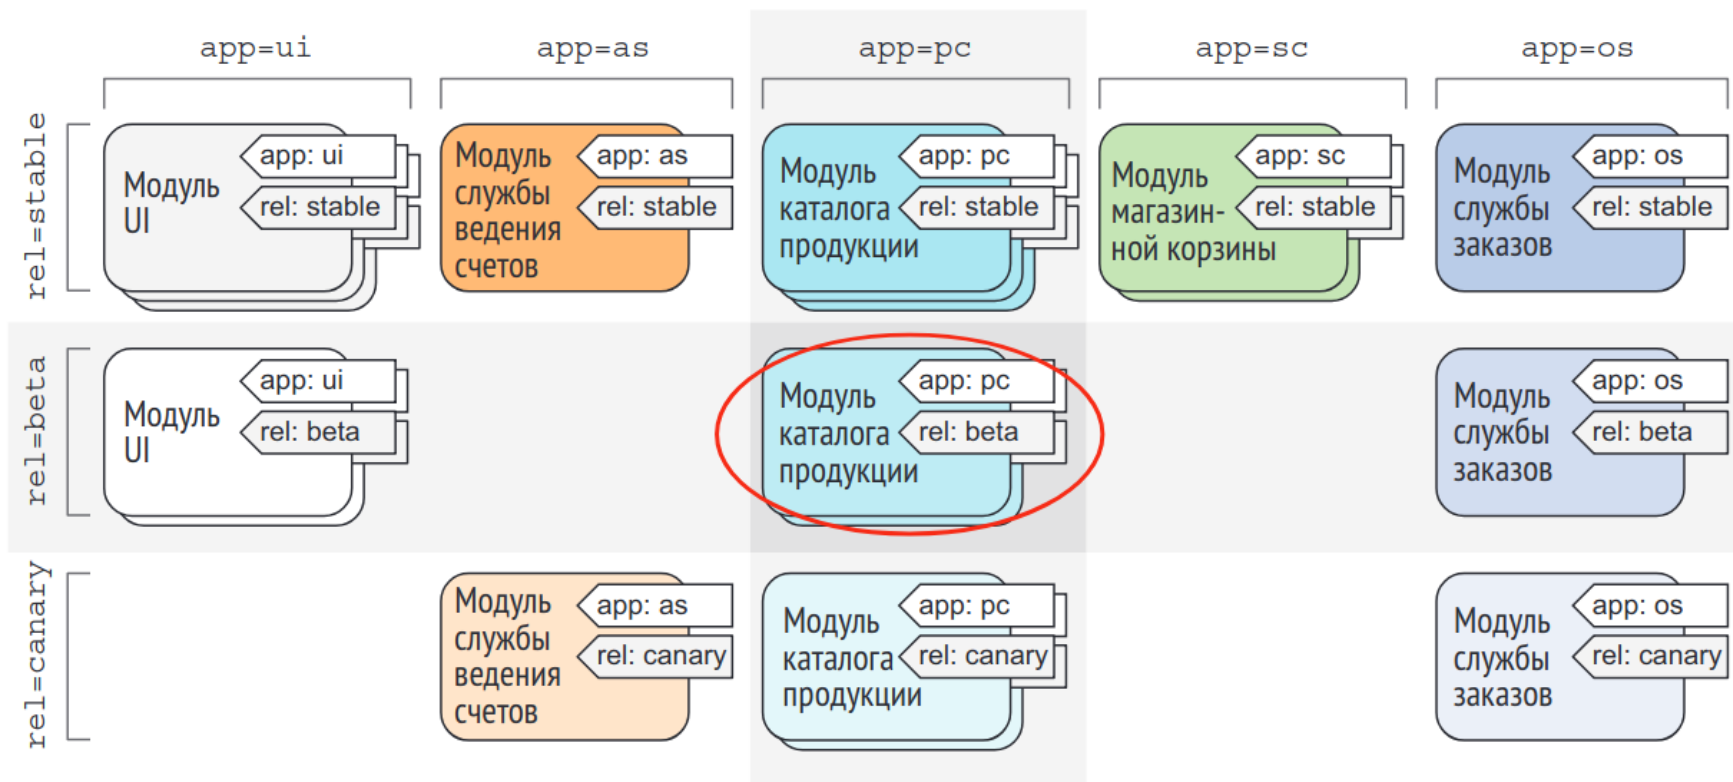 app=ui
app=as
app=pc
app=sc
app=os
rel=stable
Модуль
UI
app: ui
rel: stable
Модуль
службы
ведения
счетов
app: as
rel: stable
Модуль
каталога
продукции
app: pc
rel: stable
Модуль
магазин-
ной корзины
app: sc
rel: stable
Модуль
службы
заказов
app: os
rel: stable
rel=beta
Модуль
UI
app: ui
rel: beta
Модуль
каталога
продукции
app: pc
rel: beta
Модуль
службы
заказов
app: os
rel: beta
rel=canary
Модуль
службы
ведения
счетов
app: as
rel: canary
Модуль
каталога
продукции
app: pc
rel: canary
Модуль
службы
заказов
app: os
rel: canary